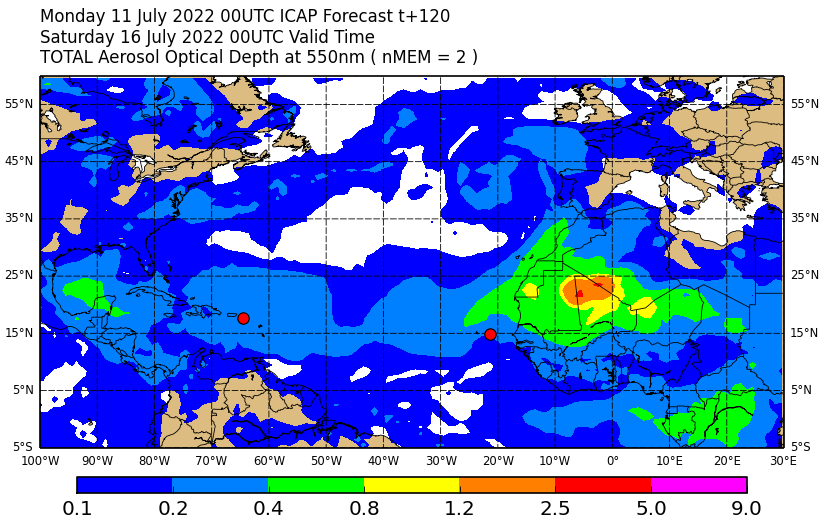 Monday 11 July 2022 00UTC ICAP Forecast t+120
Saturday 16 July 2022 00UTC Valid Time
TOTAL Aerosol Optical Depth at 550nm ( nMEM = 2 )
55°N 55°N
45°N 45°N
35°N 35°N
25°N 25°N
15°N 15°N
5°N 5°N
5°S 5°S
100°W 90°W 80°W 70°W 60°W 50°W 40°W 30°W 20°W 10°W 0° 10°E 20°E 30°E
0.1 0.2 0.4 0.8 1.2 2.5 5.0 9.0